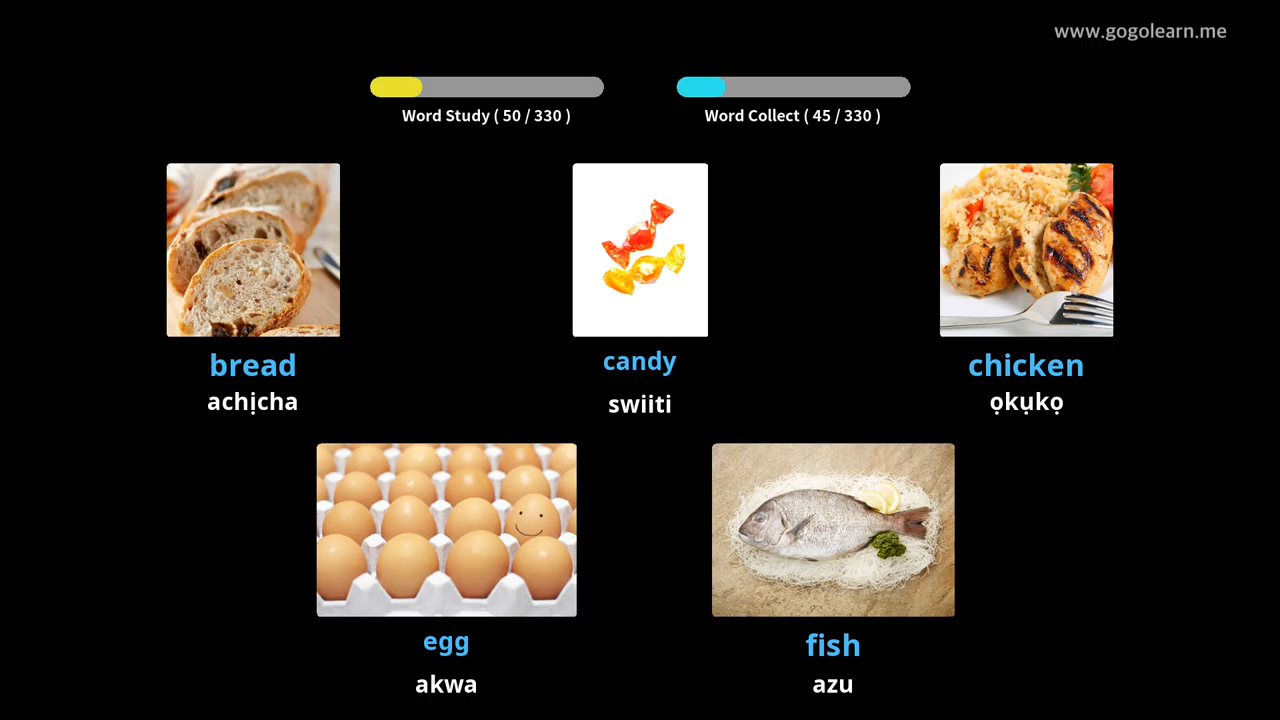 www.gogolearn.me
Word Study ( 50 / 330 )
Word Collect ( 45 / 330 )
bread
achịcha
candy
swiiti
chicken
ọkụkọ
egg
akwa
fish
azu